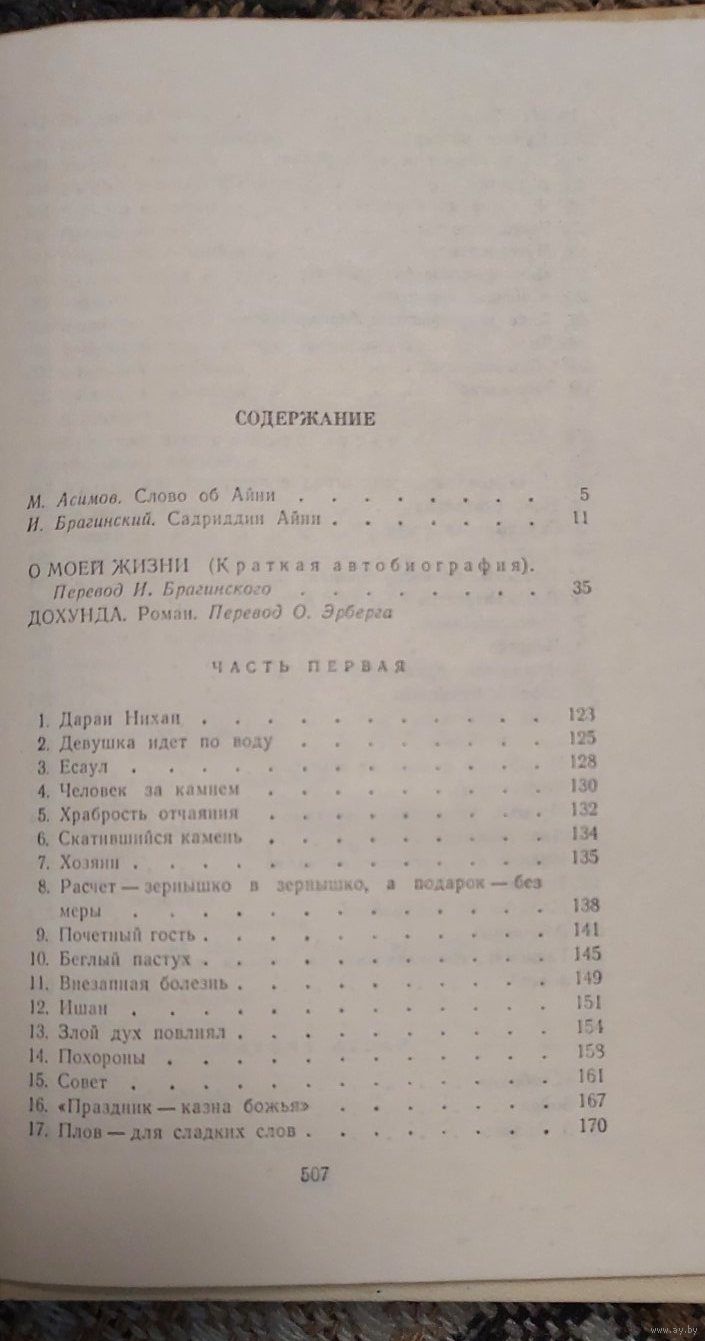 СОДЕРЖАНИЕ
М. Асимов. Слово об Айни . . . . . . . . 5
И. Брагинский. Садриддин Айни . . . . . . . 11
О МОЕЙ ЖИЗНИ (Краткая автобиография).
Перевод И. Брагинского . . . . . . . . 35
ДОХУНДА. Роман. Перевод О. Эрберга
ЧАСТЬ ПЕРВАЯ
1. Дараи Нихан . . . . . . . . . . . 123
2. Девушка идет по воду . . . . . . . . 125
3. Есаул . . . . . . . . . . . . 128
4. Человек за камнем . . . . . . . . . 130
5. Храбрость отчаяния . . . . . . . . . 132
6. Скатившийся камень . . . . . . . . . 134
7. Хозяин . . . . . . . . . . . . 135
8. Расчет — зернышко в зернышко, а подарок — без
меры . . . . . . . . . . . . 138
9. Почетный гость . . . . . . . . . . . 141
10. Беглый пастух . . . . . . . . . . . 145
11. Внезапная болезнь . . . . . . . . . . 149
12. Ишан . . . . . . . . . . . . 151
13. Злой дух повлиял . . . . . . . . . . 154
14. Похороны . . . . . . . . . . . 158
15. Совет . . . . . . . . . . . . 161
16. «Праздник — казна божья» . . . . . . . 167
17. Плов — для сладких слов . . . . . . . . 170
507
www.ay.by